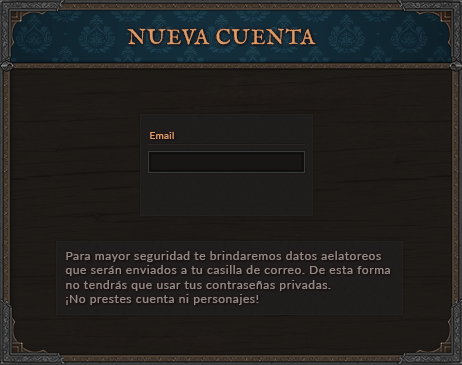 NUEVA CUENTA
Email
Para mayor seguridad te brindaremos datos aelatoreos
que serán enviados a tu casilla de correo. De esta forma
no tendrás que usar tus contraseñas privadas.
¡No prestes cuenta ni personajes!